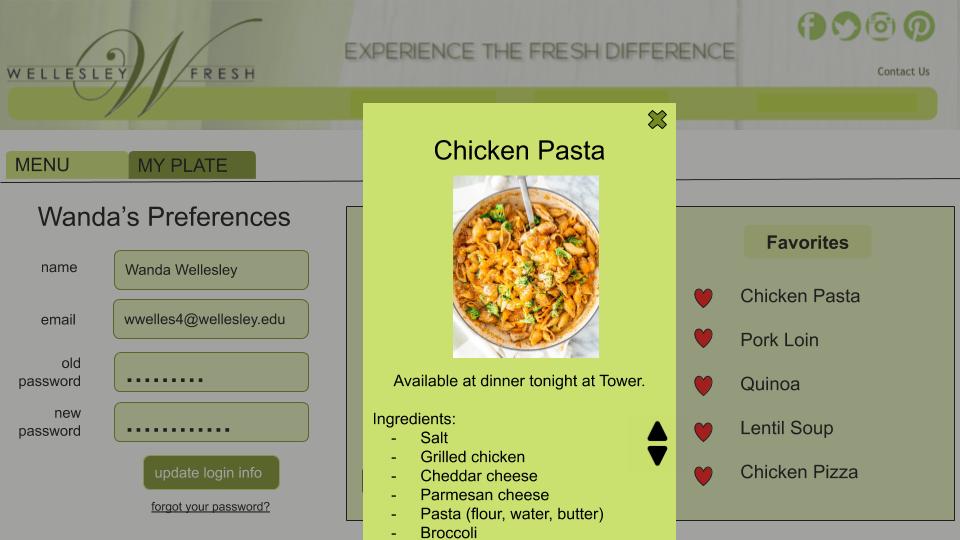 WELLESLEY W FRESH
EXPERIENCE THE FRESH DIFFERENCE
Contact Us
MENU
MY PLATE
Wanda’s Preferences
name
Wanda Wellesley
email
wwelles4@wellesley.edu
old
password
new
password
update login info
forgot your password?
Chicken Pasta
Available at dinner tonight at Tower.
Ingredients:
- Salt
- Grilled chicken
- Cheddar cheese
- Parmesan cheese
- Pasta (flour, water, butter)
- Broccoli
Favorites
Chicken Pasta
Pork Loin
Quinoa
Lentil Soup
Chicken Pizza